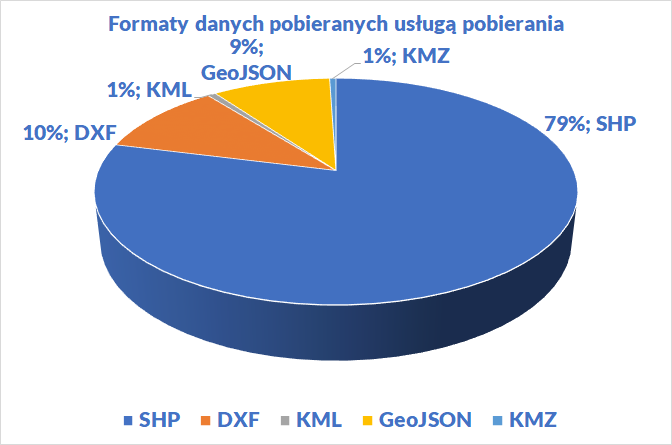 Formaty danych pobieranych usługą pobierania
9%;
GeoJSON
1%; KMZ
1%; KML
10%; DXF
79%; SHP
SHP DXF KML GeoJSON KMZ